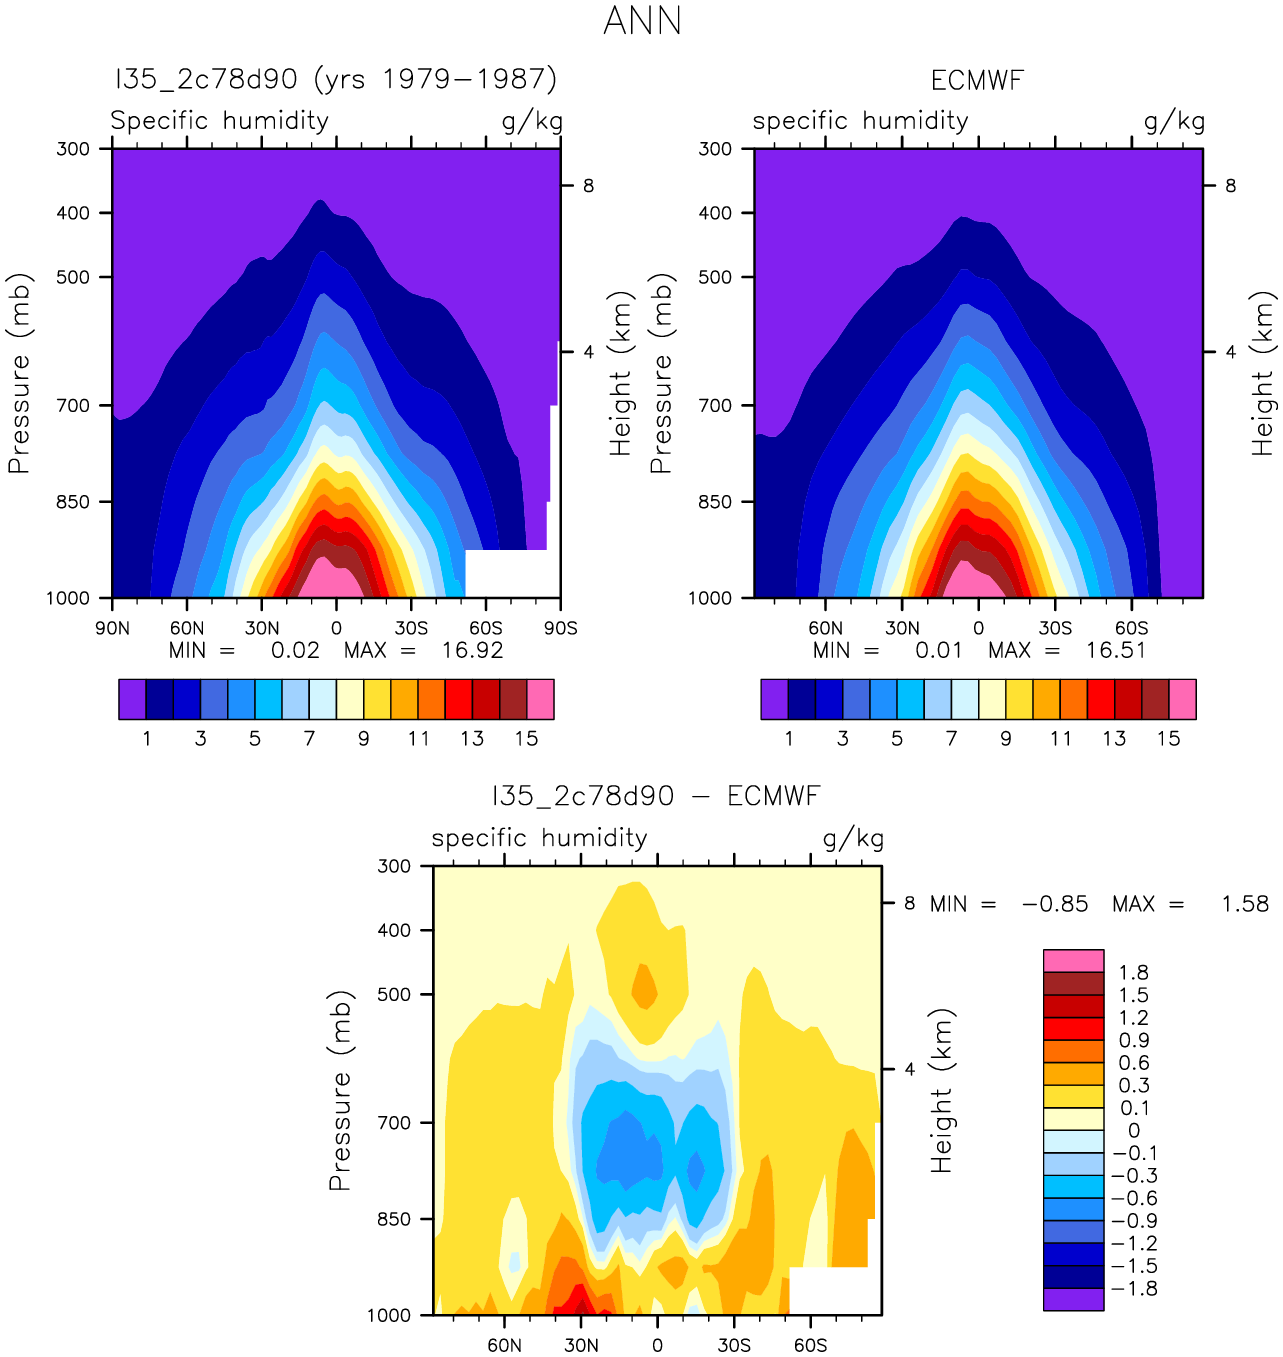 ANN
I35_2c78d90 (yrs 1979-1987)
Specific humidity g/kg
300
400
500
700
850
1000
Pressure (mb)
8
4
Height (km)
90N 60N 30N 0 30S 60S 90S
MIN = 0.02 MAX = 16.92
1 3 5 7 9 11 13 15
ECMWF
specific humidity g/kg
300
400
500
700
850
1000
Pressure (mb)
8
4
Height (km)
60N 30N 0 30S 60S
MIN = 0.01 MAX = 16.51
1 3 5 7 9 11 13 15
I35_2c78d90 - ECMWF
specific humidity g/kg
300
400
500
700
850
1000
Pressure (mb)
8
4
Height (km)
60N 30N 0 30S 60S
MIN = -0.85 MAX = 1.58
1.8
1.5
1.2
0.9
0.6
0.3
0.1
0
-0.1
-0.3
-0.6
-0.9
-1.2
-1.5
-1.8